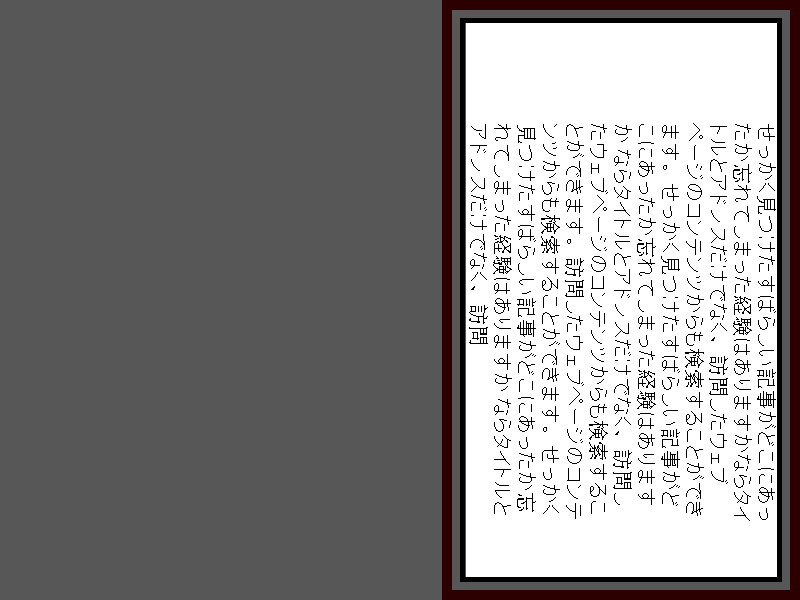 せっかく見つけたすばらしい記事がどこにあっ
たか忘れてしまった経験はありますかならタイ
トルとアドレスだけでなく、訪問したウェブ
ページのコンテンツからも検索することができ
ます。せっかく見つけたすばらしい記事がど
こにあったか忘れてしまった経験はあります
かならタイトルとアドレスだけでなく、訪問し
たウェブページのコンテンツからも検索するこ
とができます。訪問したウェブページのコンテ
ンツからも検索することができます。せっかく
見つけたすばらしい記事がどこにあったか忘
れてしまった経験はありますかならタイトルと
アドレスだけでなく、訪問